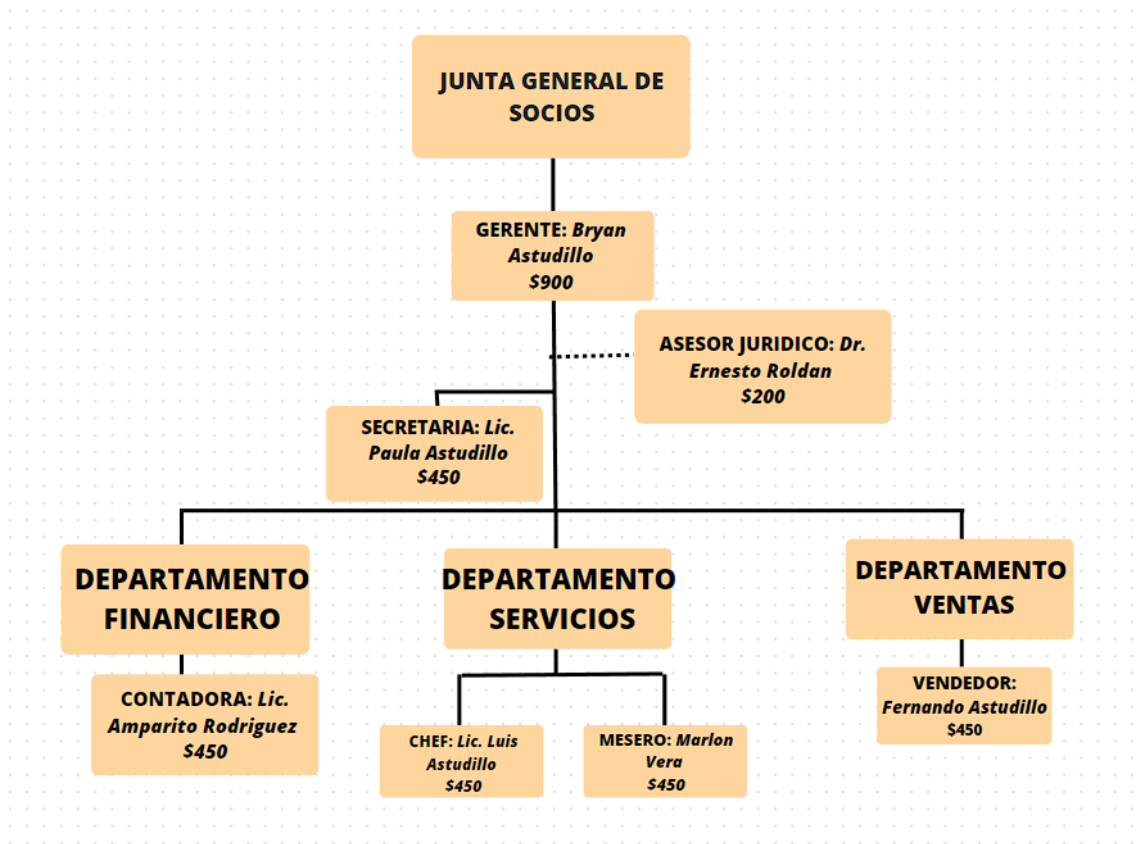 JUNTA GENERAL DE
SOCIOS
GERENTE: Bryan
Astudillo
$900
ASESOR JURIDICO: Dr.
Ernesto Roldan
$200
SECRETARIA: Lic.
Paula Astudillo
$450
DEPARTAMENTO
FINANCIERO
DEPARTAMENTO
SERVICIOS
DEPARTAMENTO
VENTAS
CONTADORA: Lic.
Amparito Rodriguez
$450
CHEF: Lic. Luis
Astudillo
$450
MESERO: Marlon
Vera
$450
VENDEDOR:
Fernando Astudillo
$450